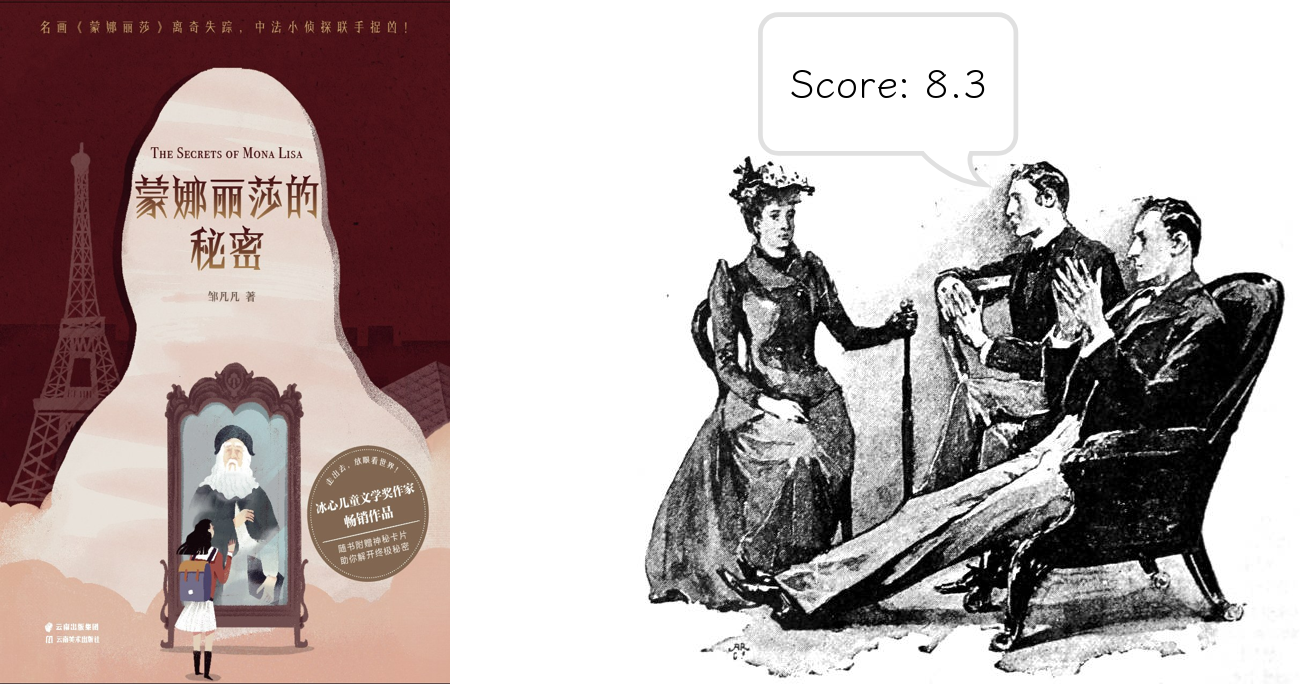 名画《蒙娜丽莎》离奇失踪，中法小侦探联手捉凶！
THE SECRETS OF MONA LISA
蒙娜丽莎的
秘密
邹凡凡 著
走出去，放眼看世界！
冰心儿童文学奖作家
畅销作品
随书附赠神秘卡片
助你解开终极秘密
云南出版集团
云南美术出版社
Score: 8.3